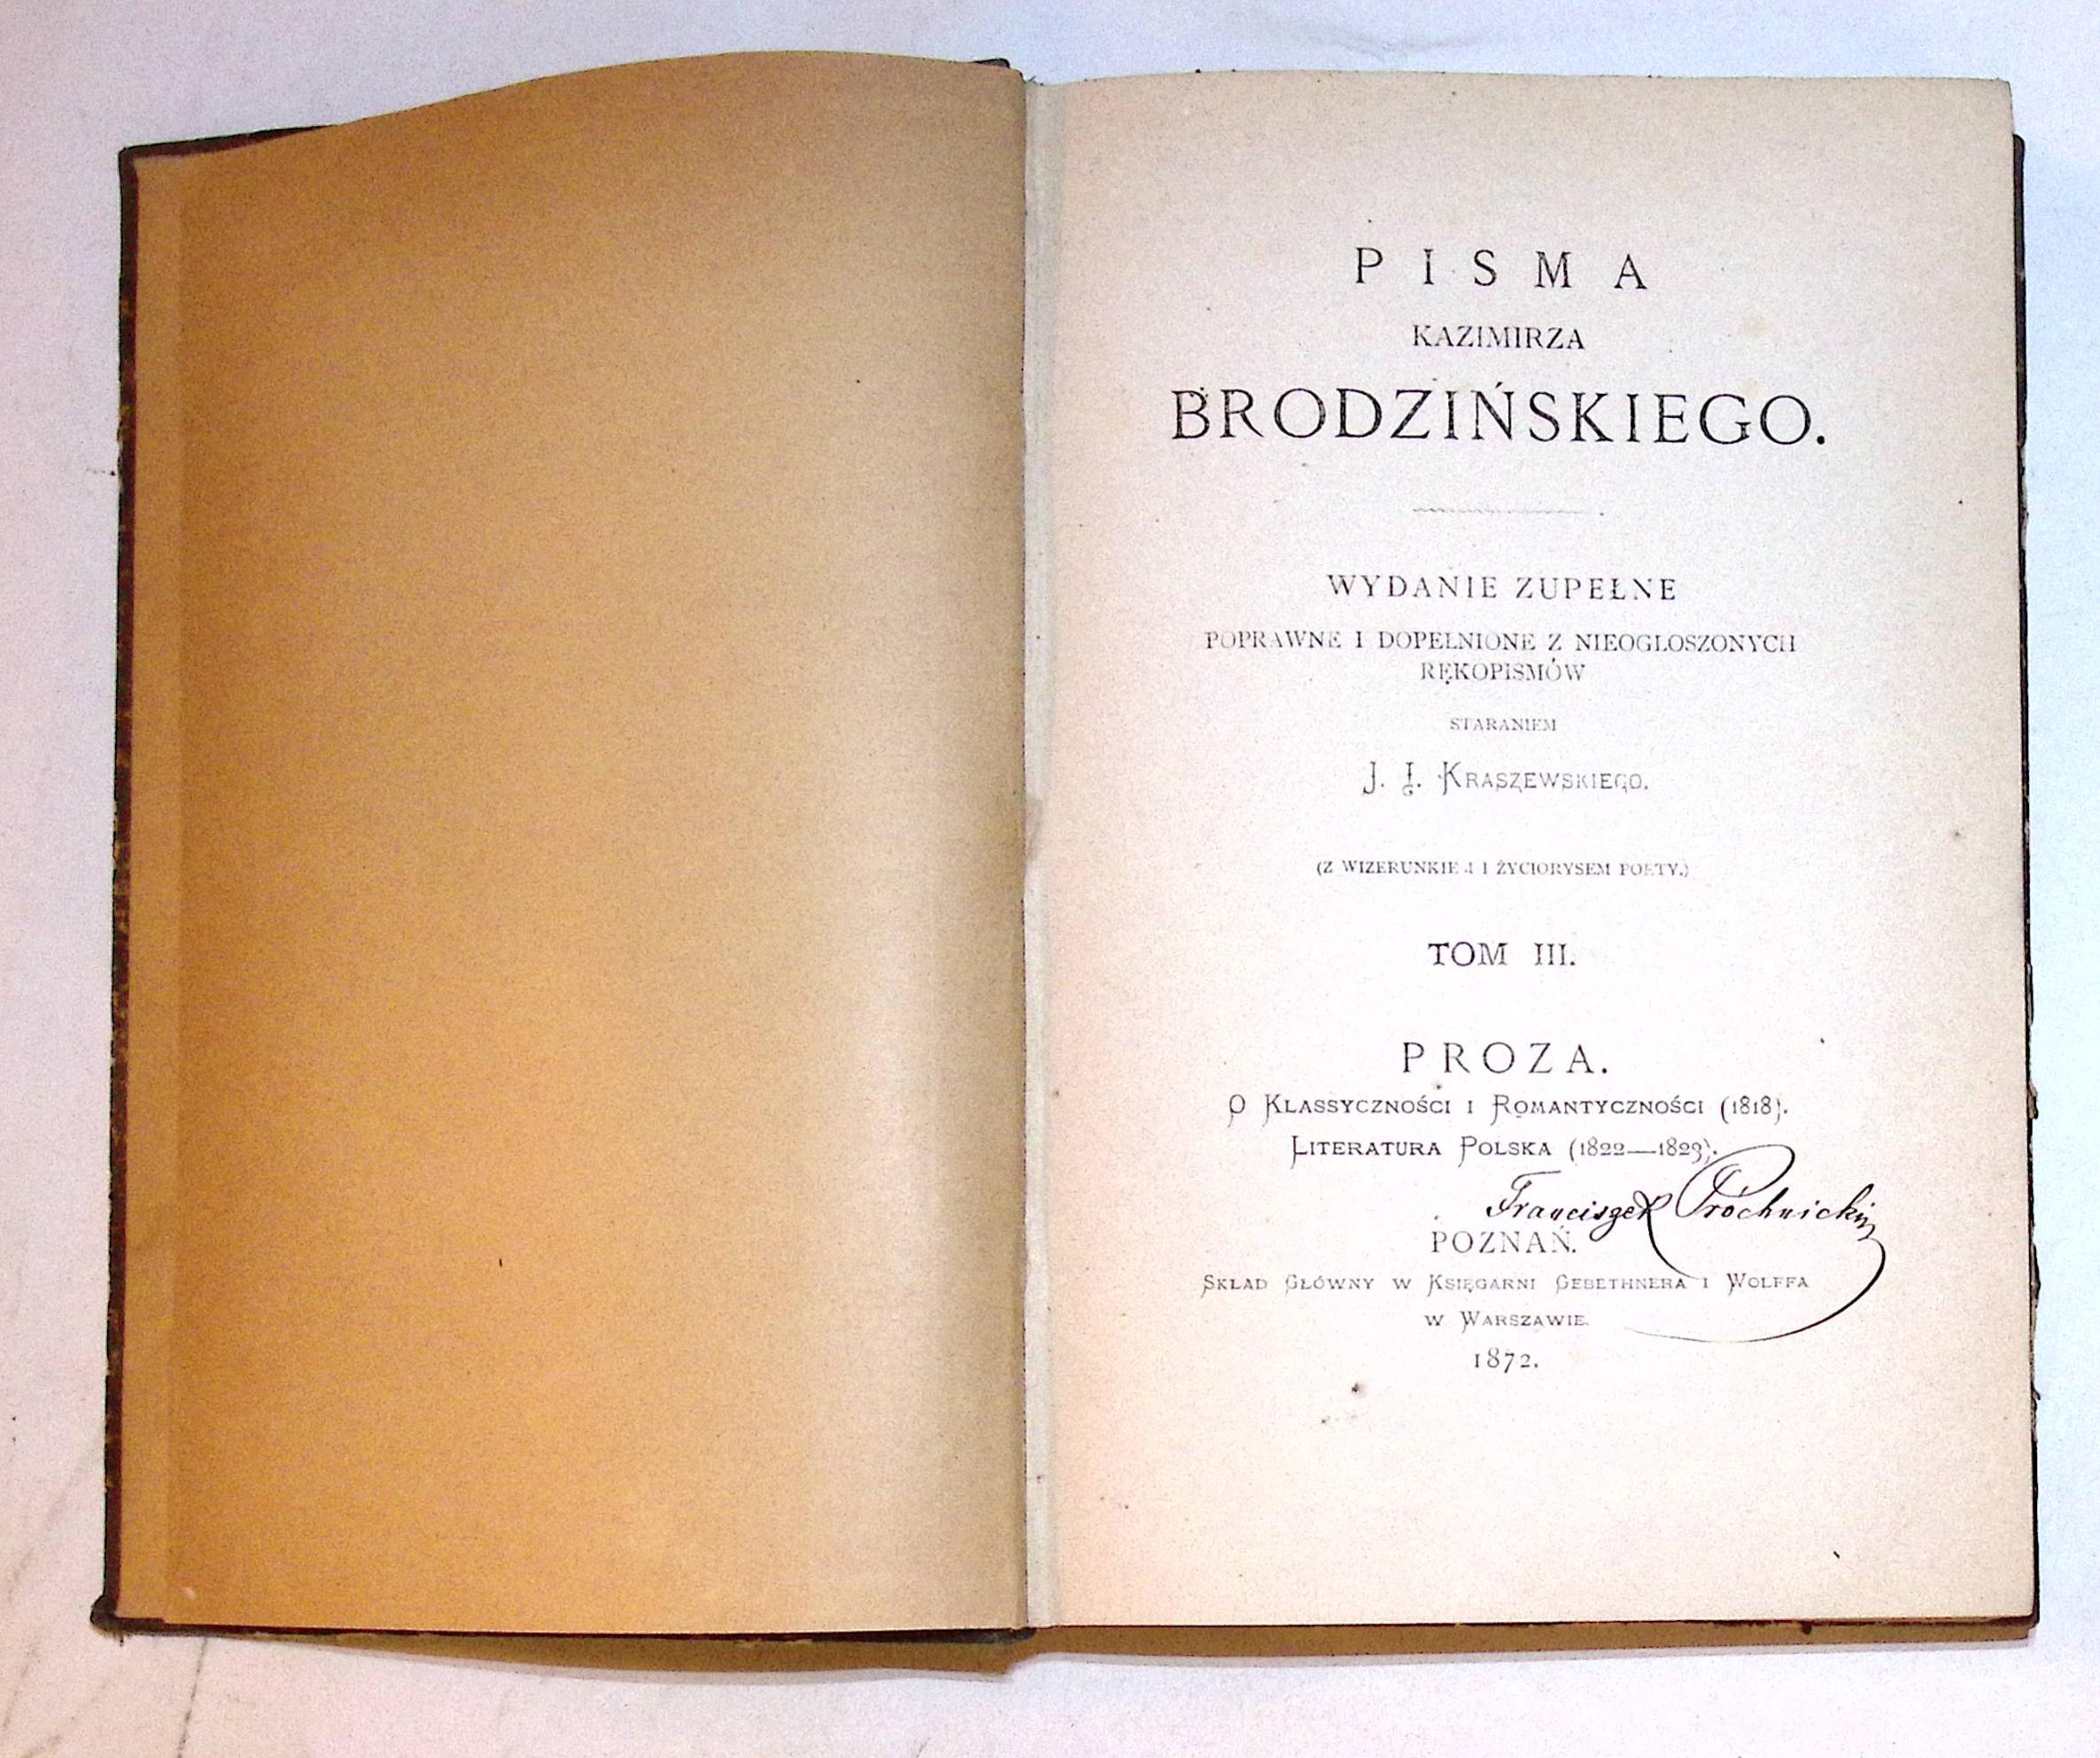 PISMA
KAZIMIRZA
BRODZIŃSKIEGO.
WYDANIE ZUPEŁNE
POPRAWNE I DOPEŁNIONE Z NIEOGŁOSZONYCH
RĘKOPISMÓW
STARANIEM
J. I. KRASZEWSKIEGO.
(Z WIZERUNKIEM I ŻYCIORYSEM POETY.)
TOM III.
PROZA.
O KLASSYCZNOŚCI I ROMANTYCZNOŚCI (1818).
LITERATURA POLSKA (1822—1823).
Franciszek Próchnicki
POZNAŃ.
SKŁAD GŁÓWNY W KSIĘGARNI GEBETHNERA I WOLFFA
W WARSZAWIE.
1872.